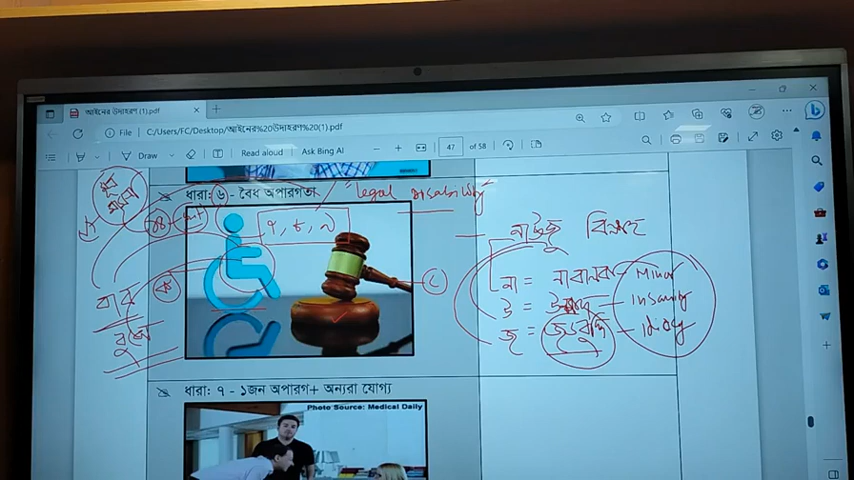 আইনের উদাহরণ (1).pdf
File
C:/Users/FC/Desktop/আইনের%20উদাহরণ%20(1).pdf
Draw
Read aloud
Ask Bing AI
47 of 58
ধারা: ৬- বৈধ অপারগতা
"Legal disability"
৭, ৮, ৯
নাউজু বিল্লাহ
না = নাবালক - Minor
উ = উন্মাদ - insanity
জ = জড়বুদ্ধি - idiocy
ধারা: ৭ - ১জন অপারগ+ অন্যরা যোগ্য
Photo Source: Medical Daily